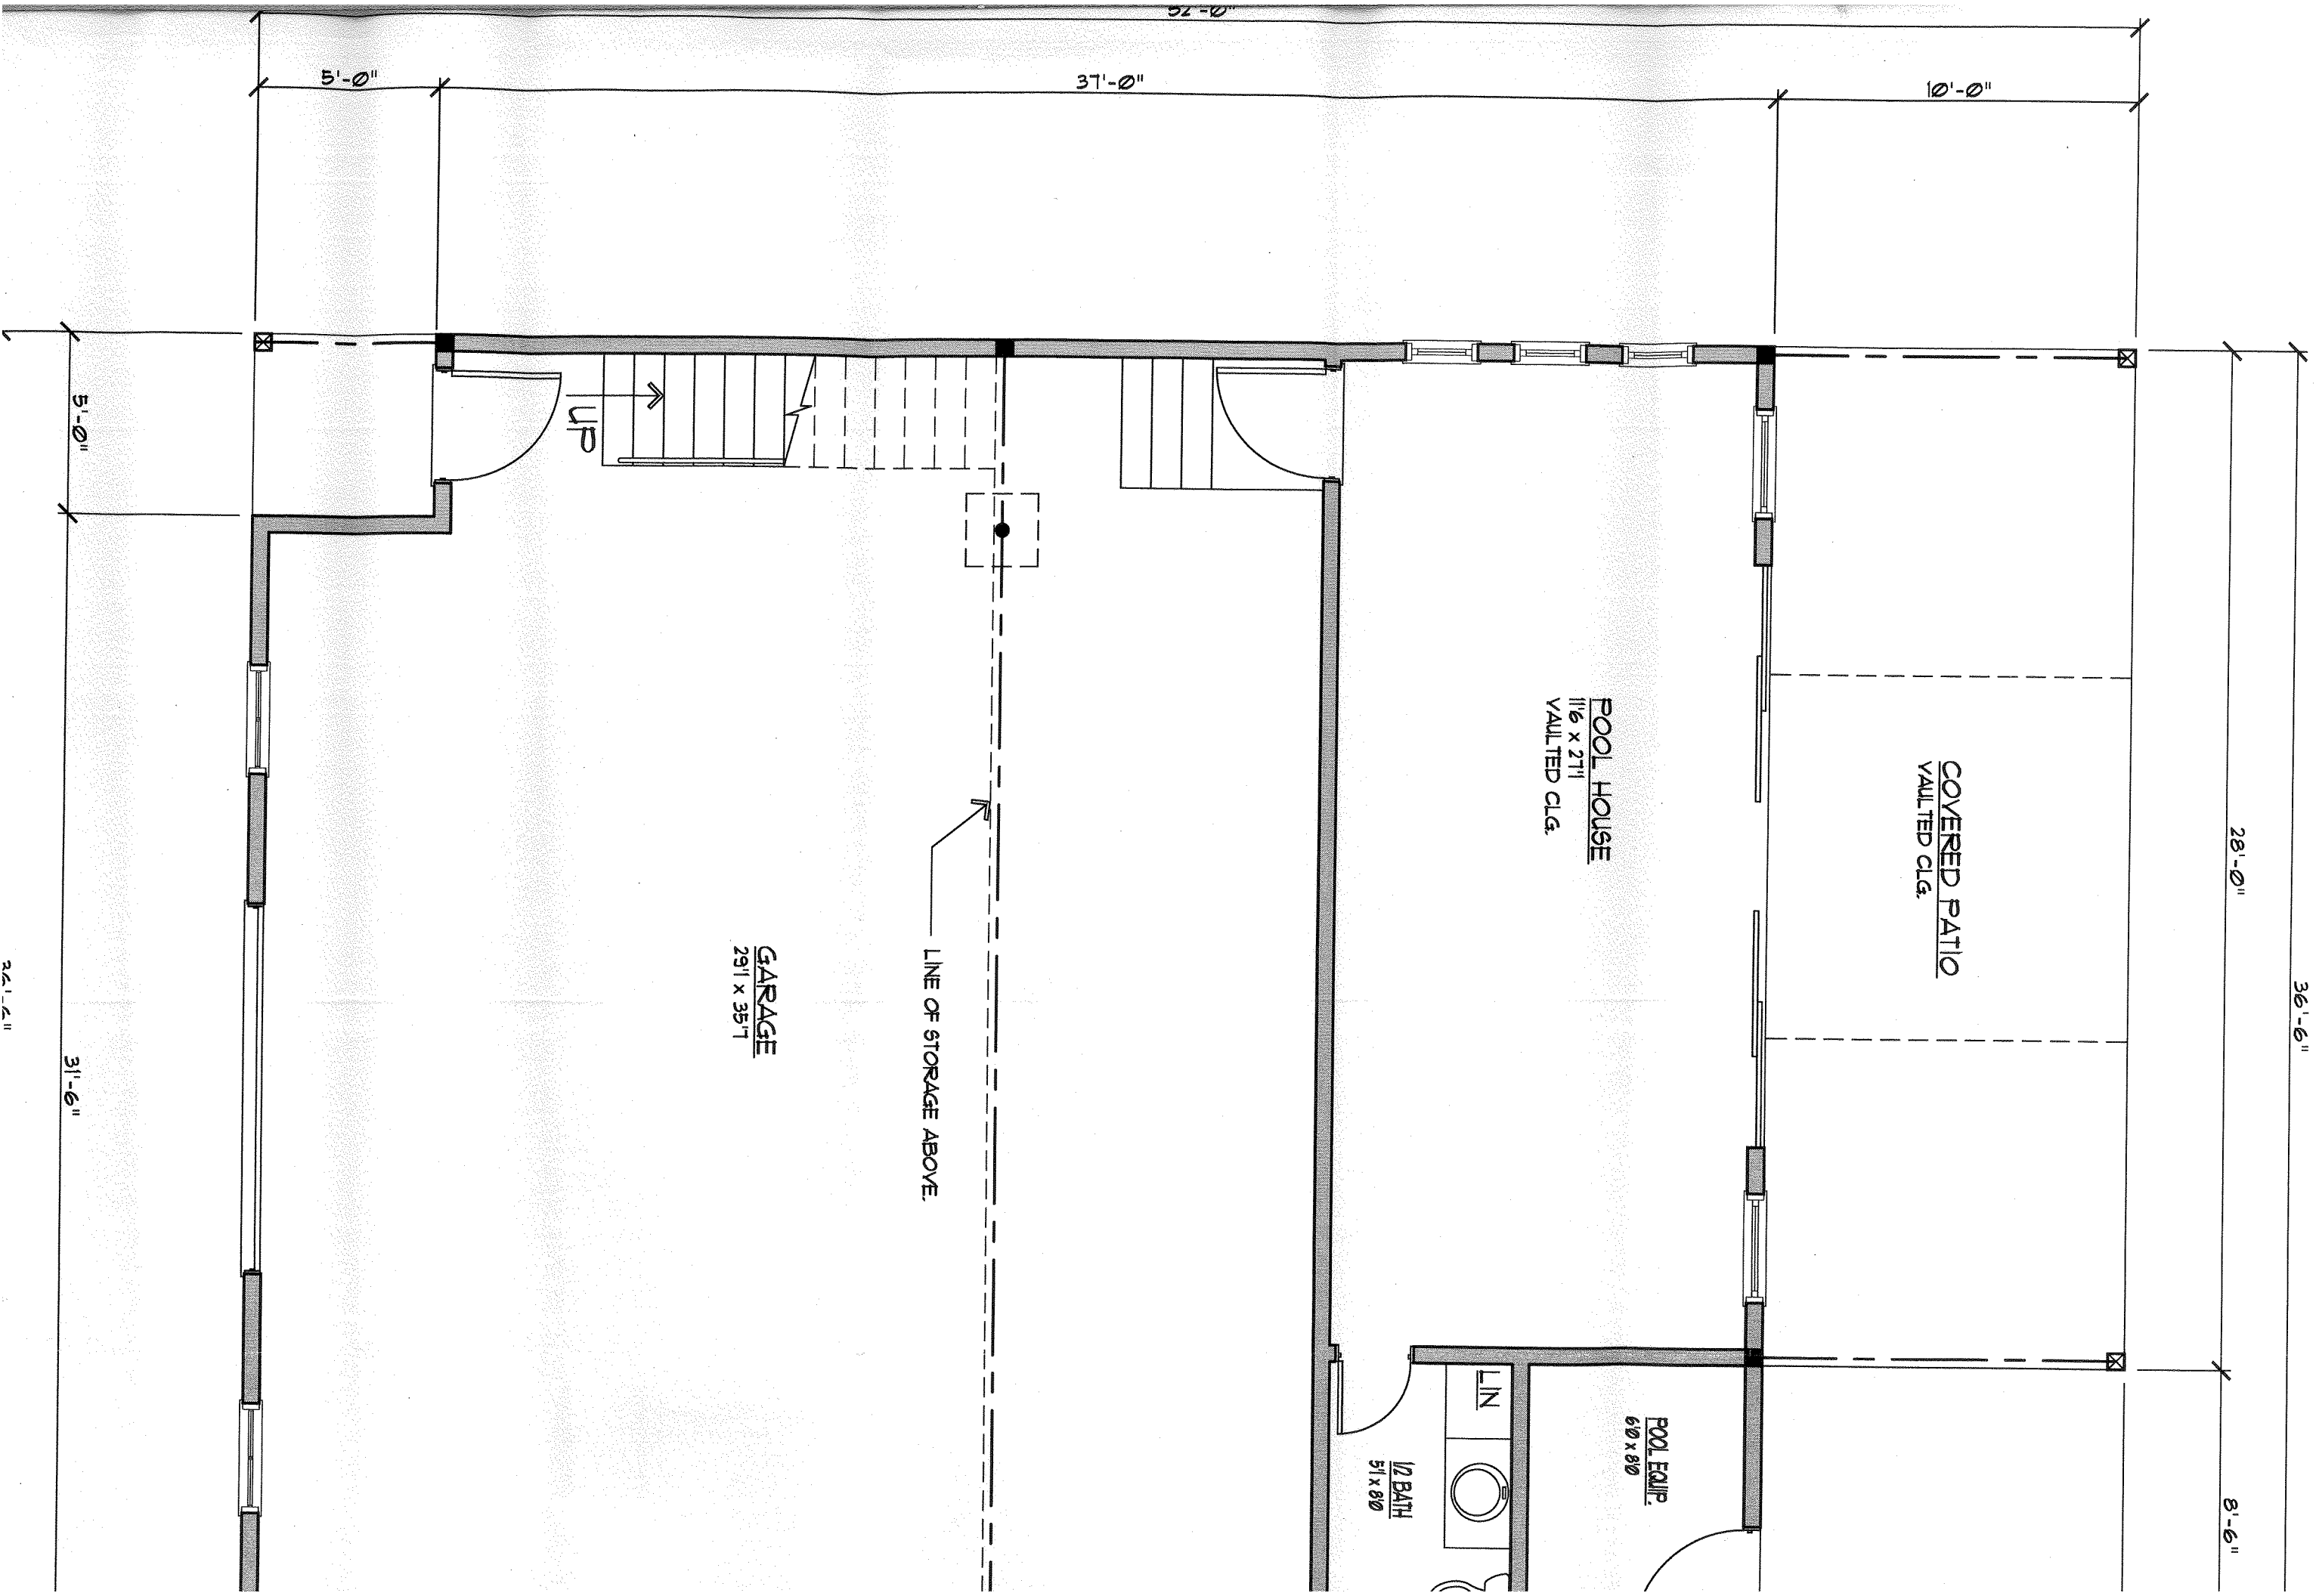 52'-0"
5'-0"
37'-0"
10'-0"
5'-0"
31'-6"
UP
GARAGE
29'1 x 35'7
LINE OF STORAGE ABOVE.
POOL HOUSE
11'6 x 27'1
VAULTED CLG.
COVERED PATIO
VAULTED CLG.
28'-0"
36'-6"
LIN
1/2 BATH
5'1 x 8'0
POOL EQUIP.
6'0 x 8'0
8'-6"